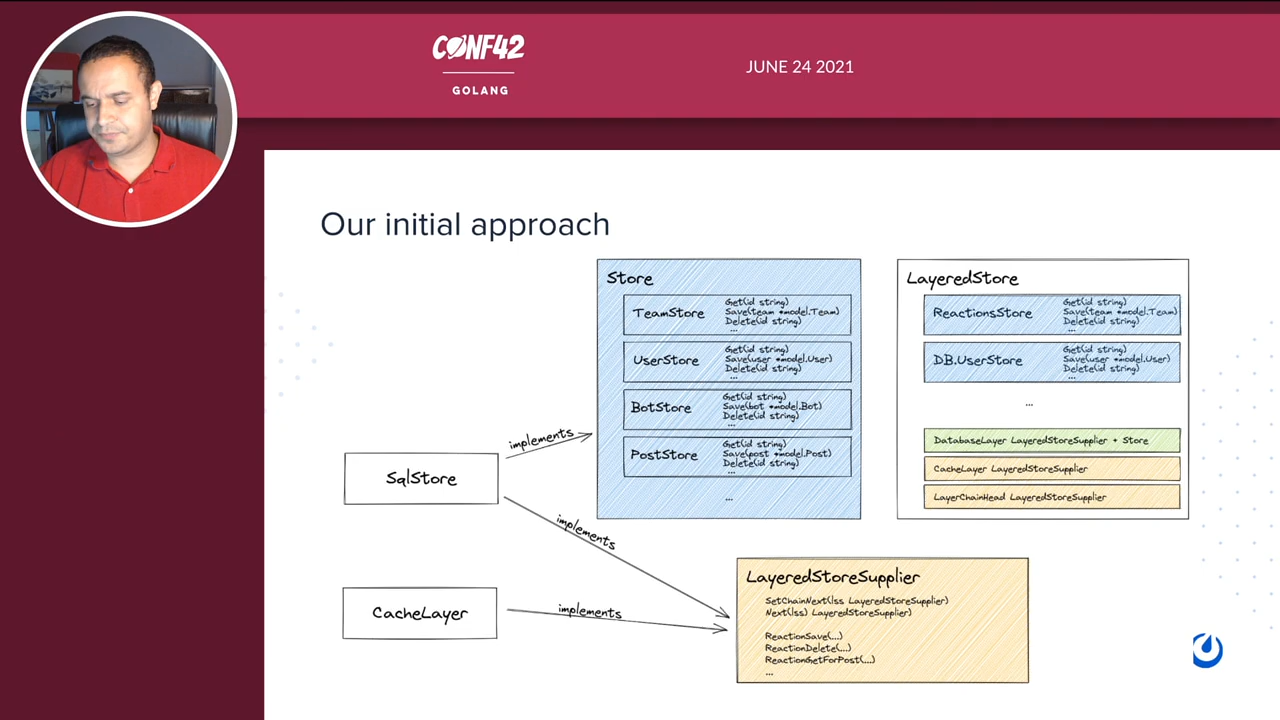 CONF42
GOLANG
JUNE 24 2021
Our initial approach
Store
TeamStore
Get(id string)
Save(team *model.Team)
Delete(id string)
...
UserStore
Get(id string)
Save(user *model.User)
Delete(id string)
...
BotStore
Get(id string)
Save(bot *model.Bot)
Delete(id string)
...
PostStore
Get(id string)
Save(post *model.Post)
Delete(id string)
...
...
LayeredStore
ReactionsStore
Get(id string)
Save(team *model.Team)
Delete(id string)
...
DB.UserStore
Get(id string)
Save(user *model.User)
Delete(id string)
...
...
DatabaseLayer LayeredStoreSupplier + Store
CacheLayer LayeredStoreSupplier
LayerChainHead LayeredStoreSupplier
implements
SqlStore
implements
CacheLayer
implements
LayeredStoreSupplier
SetChainNext(lss LayeredStoreSupplier)
Next(lss) LayeredStoreSupplier)
ReactionSave(...)
ReactionDelete(...)
ReactionGetForPost(...)
...